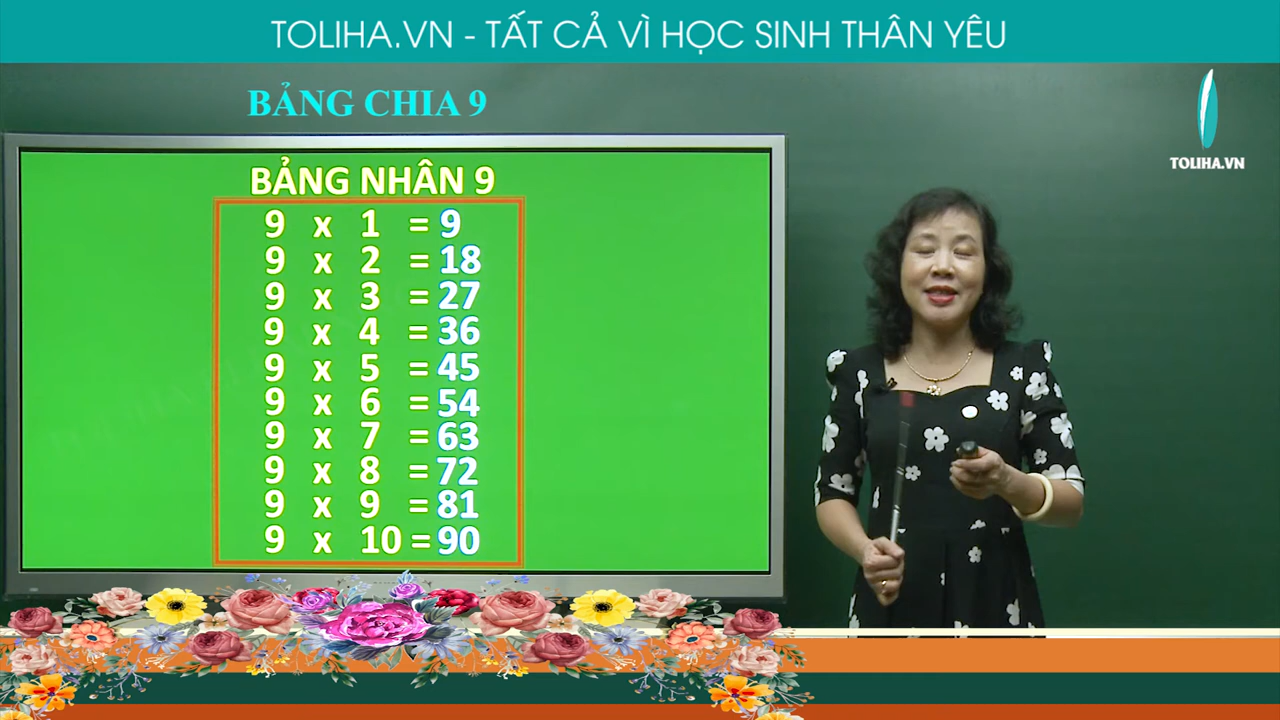 TOLIHA.VN - TẤT CẢ VÌ HỌC SINH THÂN YÊU
BẢNG CHIA 9
TOLIHA.VN
BẢNG NHÂN 9
9 x 1 = 9
9 x 2 = 18
9 x 3 = 27
9 x 4 = 36
9 x 5 = 45
9 x 6 = 54
9 x 7 = 63
9 x 8 = 72
9 x 9 = 81
9 x 10 = 90